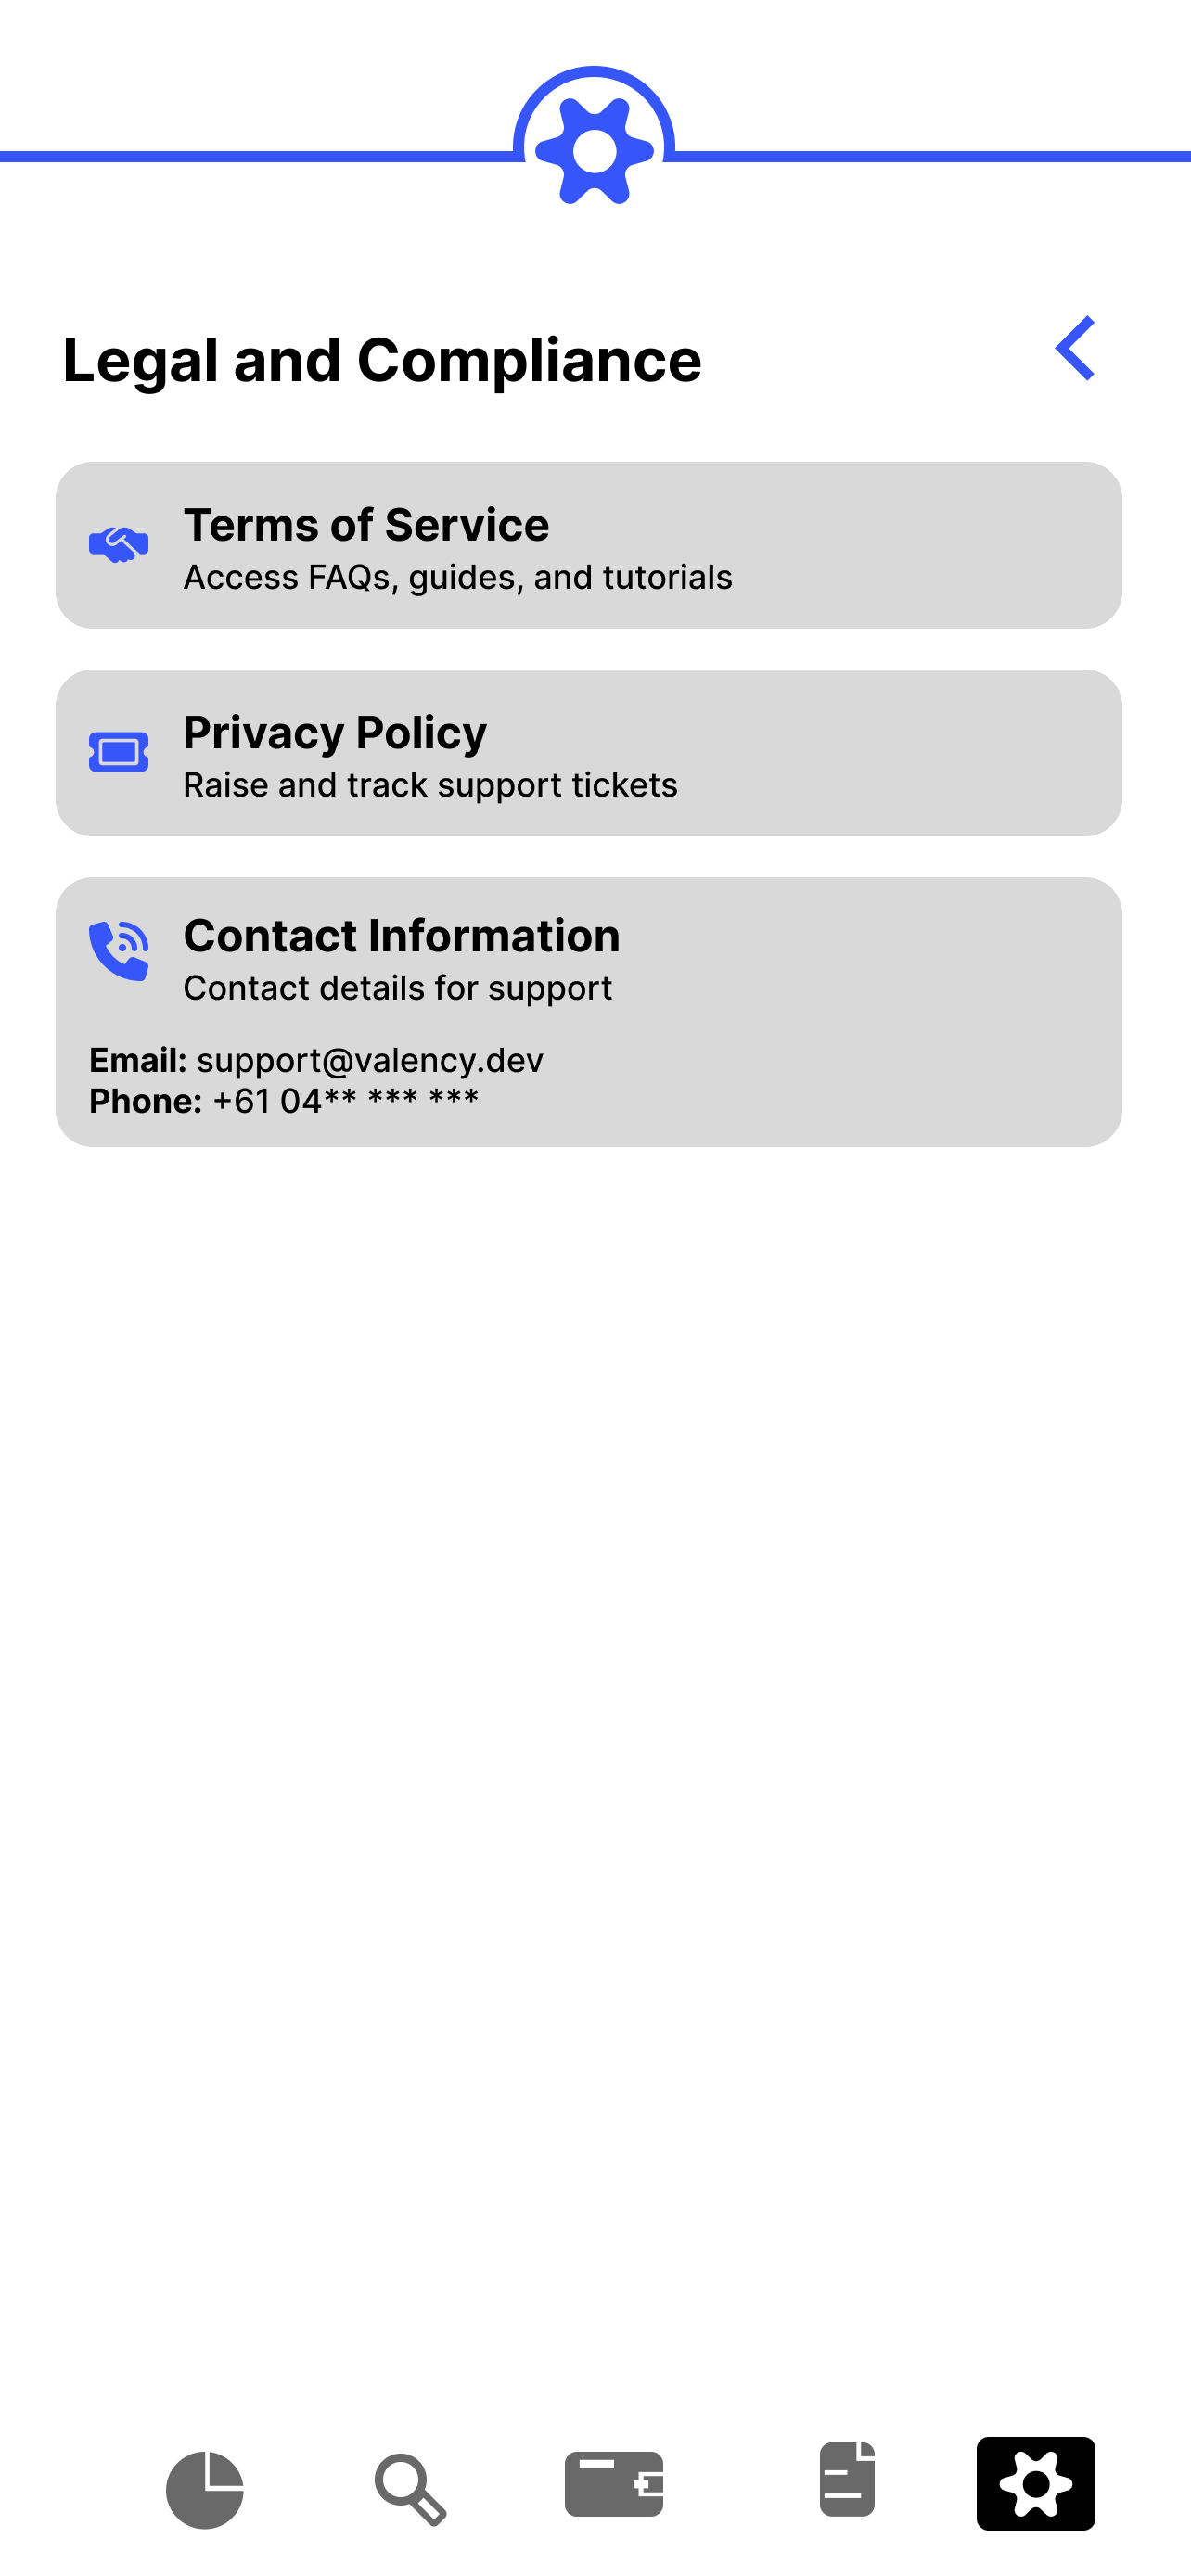 Legal and Compliance
Terms of Service
Access FAQs, guides, and tutorials
Privacy Policy
Raise and track support tickets
Contact Information
Contact details for support
Email: support@valency.dev
Phone: +61 04** *** ***